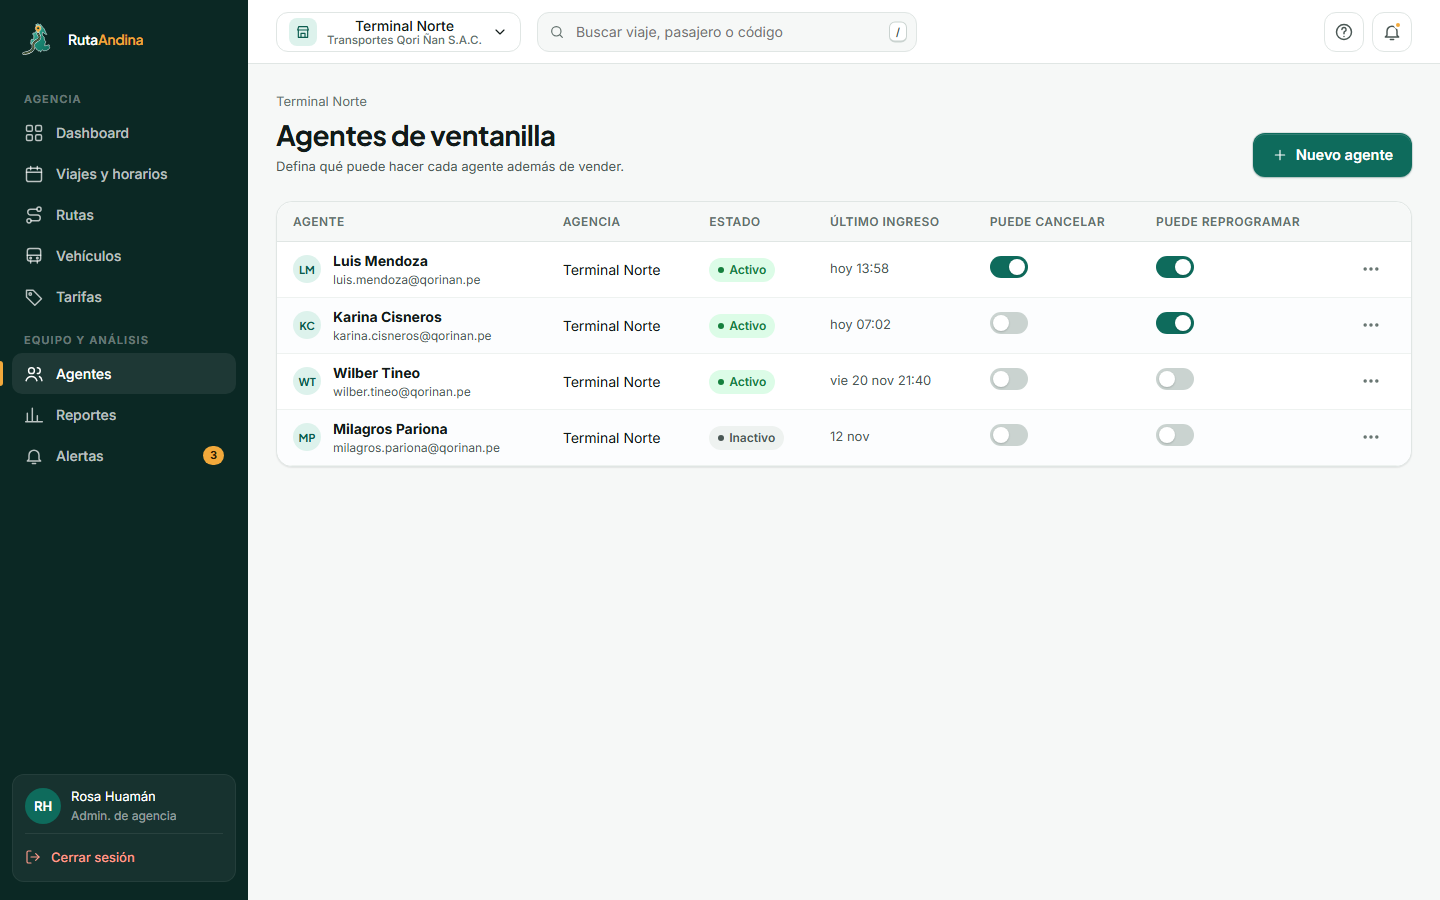 RutaAndina
AGENCIA
Dashboard
Viajes y horarios
Rutas
Vehículos
Tarifas
EQUIPO Y ANÁLISIS
Agentes
Reportes
Alertas 3
RH Rosa Huamán
Admin. de agencia
Cerrar sesión
Terminal Norte
Transportes Qori Ñan S.A.C.
Buscar viaje, pasajero o código /
Terminal Norte
Agentes de ventanilla
Defina qué puede hacer cada agente además de vender.
+ Nuevo agente
AGENTE AGENCIA ESTADO ÚLTIMO INGRESO PUEDE CANCELAR PUEDE REPROGRAMAR
LM Luis Mendoza Terminal Norte Activo hoy 13:58
luis.mendoza@qorinan.pe
KC Karina Cisneros Terminal Norte Activo hoy 07:02
karina.cisneros@qorinan.pe
WT Wilber Tineo Terminal Norte Activo vie 20 nov 21:40
wilber.tineo@qorinan.pe
MP Milagros Pariona Terminal Norte Inactivo 12 nov
milagros.pariona@qorinan.pe